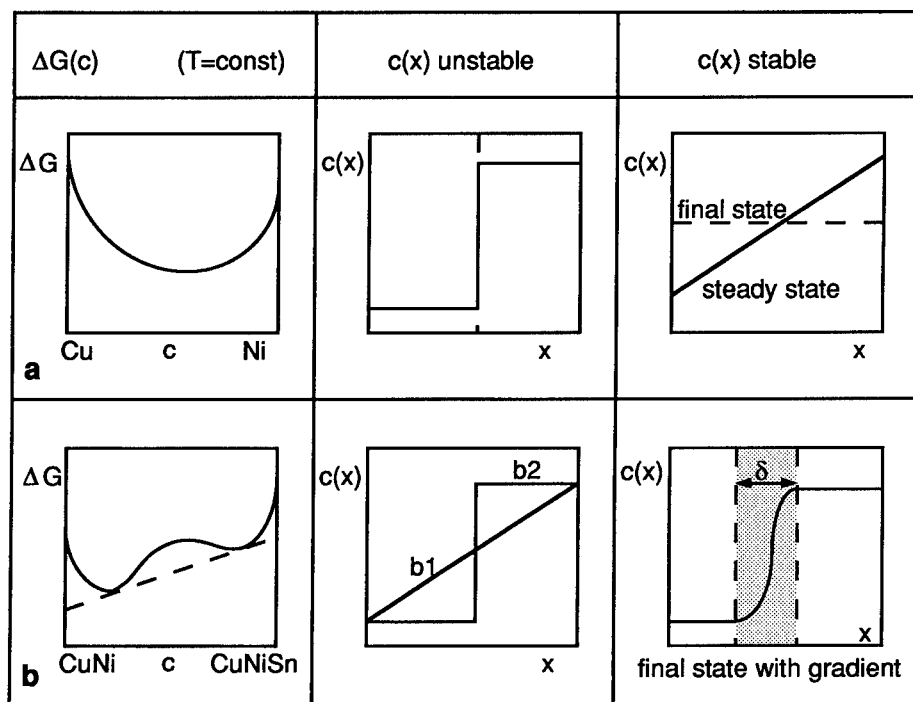 ΔG(c) (T=const)
c(x) unstable
c(x) stable
ΔG
Cu c Ni
a
c(x)
x
c(x)
final state
steady state
x
ΔG
CuNi c CuNiSn
b
c(x)
b2
b1
x
c(x)
δ
x
final state with gradient